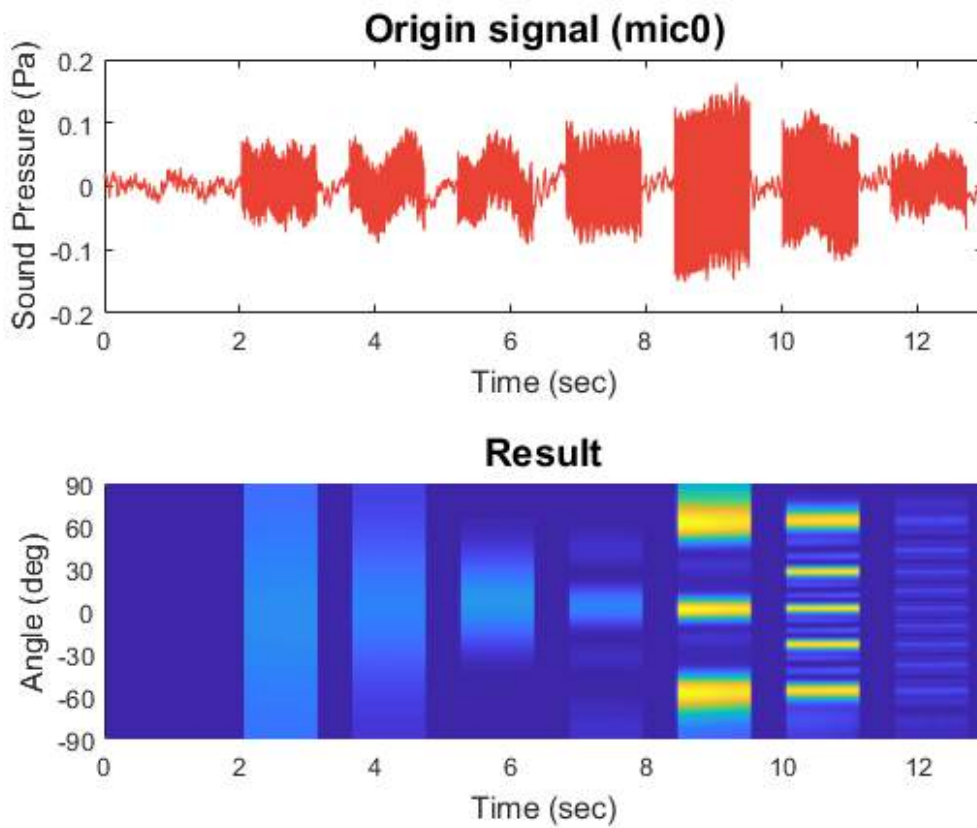 Origin signal (mic0)
Sound Pressure (Pa)
0.2
0.1
0
-0.1
-0.2
0 2 4 6 8 10 12
Time (sec)
Result
Angle (deg)
90
60
30
0
-30
-60
-90
0 2 4 6 8 10 12
Time (sec)